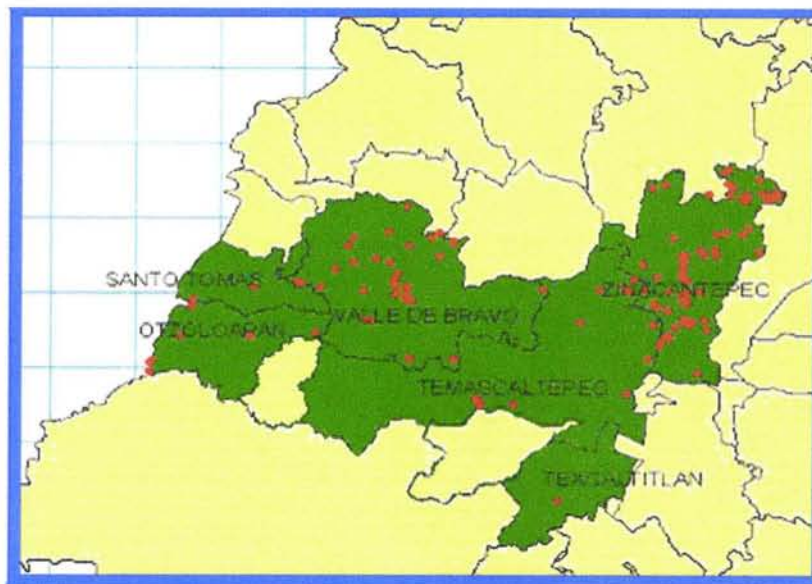 SANTO TOMAS
ZINACANTEPEC
VALLE DE BRAVO
OTZOLOAPAN
TEMASCALTEPEC
TEXCALTITLAN